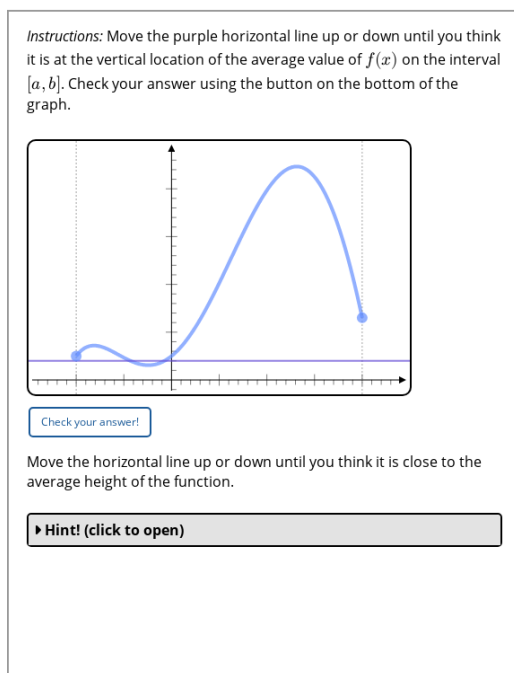 Instructions: Move the purple horizontal line up or down until you think
it is at the vertical location of the average value of f(x) on the interval
[a, b]. Check your answer using the button on the bottom of the
graph.
Check your answer!
Move the horizontal line up or down until you think it is close to the
average height of the function.
Hint! (click to open)